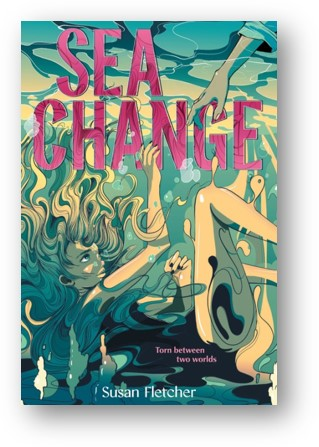 SEA
CHANGE
Torn between
two worlds
Susan Fletcher